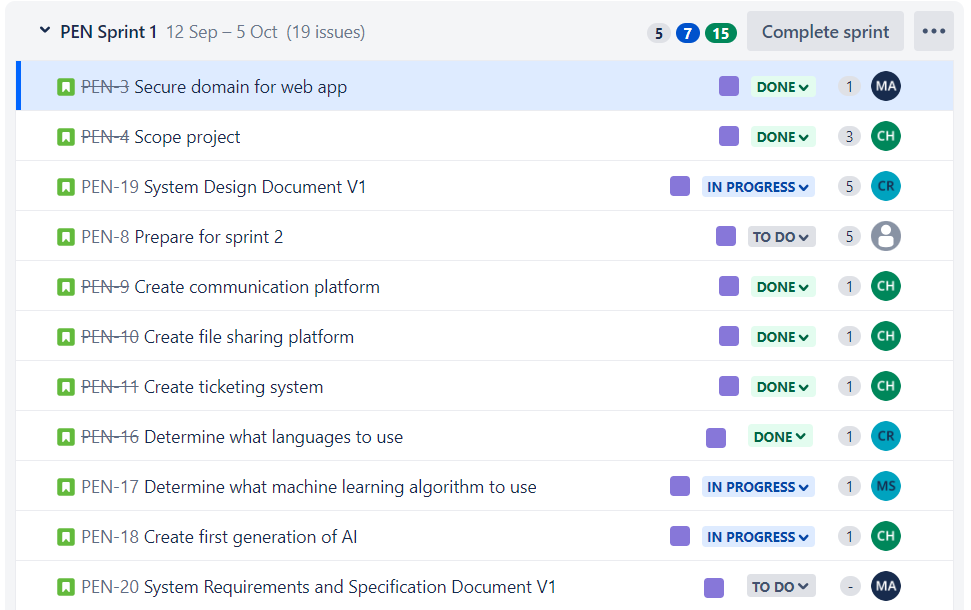 PEN Sprint 1 12 Sep – 5 Oct (19 issues) 5 7 15 Complete sprint
PEN-3 Secure domain for web app DONE 1 MA
PEN-4 Scope project DONE 3 CH
PEN-19 System Design Document V1 IN PROGRESS 5 CR
PEN-8 Prepare for sprint 2 TO DO 5
PEN-9 Create communication platform DONE 1 CH
PEN-10 Create file sharing platform DONE 1 CH
PEN-11 Create ticketing system DONE 1 CH
PEN-16 Determine what languages to use DONE 1 CR
PEN-17 Determine what machine learning algorithm to use IN PROGRESS 1 MS
PEN-18 Create first generation of AI IN PROGRESS 1 CH
PEN-20 System Requirements and Specification Document V1 TO DO - MA